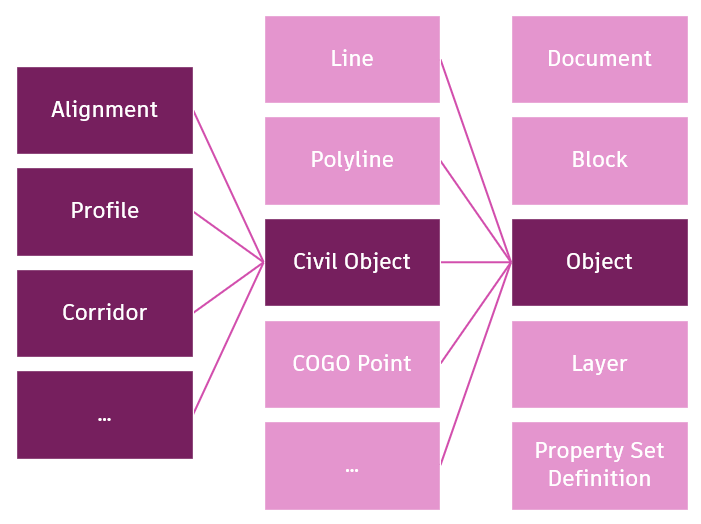 Alignment
Profile
Corridor
...
Line
Polyline
Civil Object
COGO Point
...
Document
Block
Object
Layer
Property Set
Definition